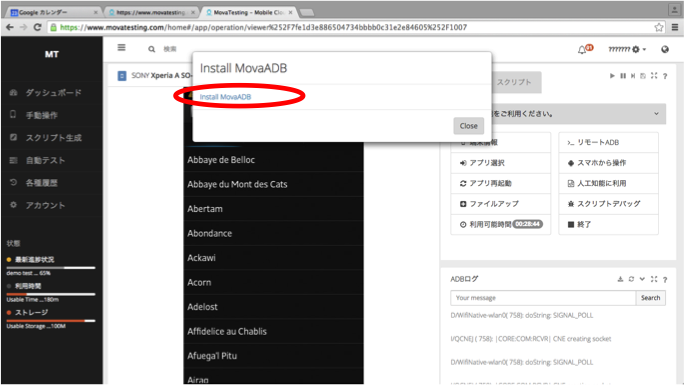 Google カレンダー
https://www.movatesting.
MovaTesting – Mobile Clo
https://www.movatesting.com/home#/app/operation/viewer%252F7fe1d3e886504734bbbb0c31e2e84605%252F1007
MT
検索
???????
ダッシュボード
手動操作
スクリプト生成
自動テスト
各種履歴
アカウント
状態
最新進捗状況
demo test ... 65%
利用時間
Usable Time ...180m
ストレージ
Usable Storage ...100M
SONY Xperia A SO-
Install MovaADB
Install MovaADB
Close
Abbaye de Belloc
Abbaye du Mont des Cats
Abertam
Abondance
Ackawi
Acorn
Adelost
Affidelice au Chablis
Afuega'l Pitu
Airag
スクリプト
をご利用ください。
端末情報
リモートADB
アプリ選択
スマホから操作
アプリ再起動
人工知能に利用
ファイルアップ
スクリプトデバッグ
利用可能時間 00:28:44
終了
ADBログ
Your message
Search
D/WifiNative-wlan0( 758): doString: SIGNAL_POLL
I/QCNEJ ( 758): |CORE:COM:RCVR| CNE creating socket
D/WifiNative-wlan0( 758): doString: SIGNAL_POLL